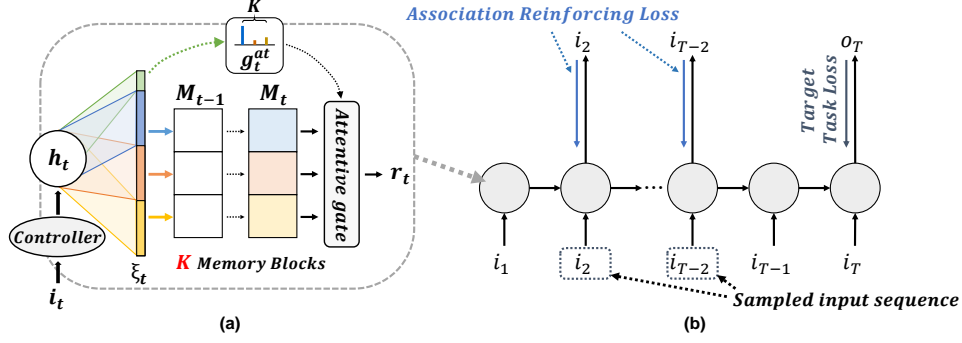 K
g_t^{at}
M_{t-1}
M_t
h_t
Attentive gate
r_t
Controller
K Memory Blocks
ξ_t
i_t
(a)
Association Reinforcing Loss
i_2
i_{T-2}
o_T
Target
Task Loss
...
i_1
i_2
i_{T-2}
i_{T-1}
i_T
Sampled input sequence
(b)